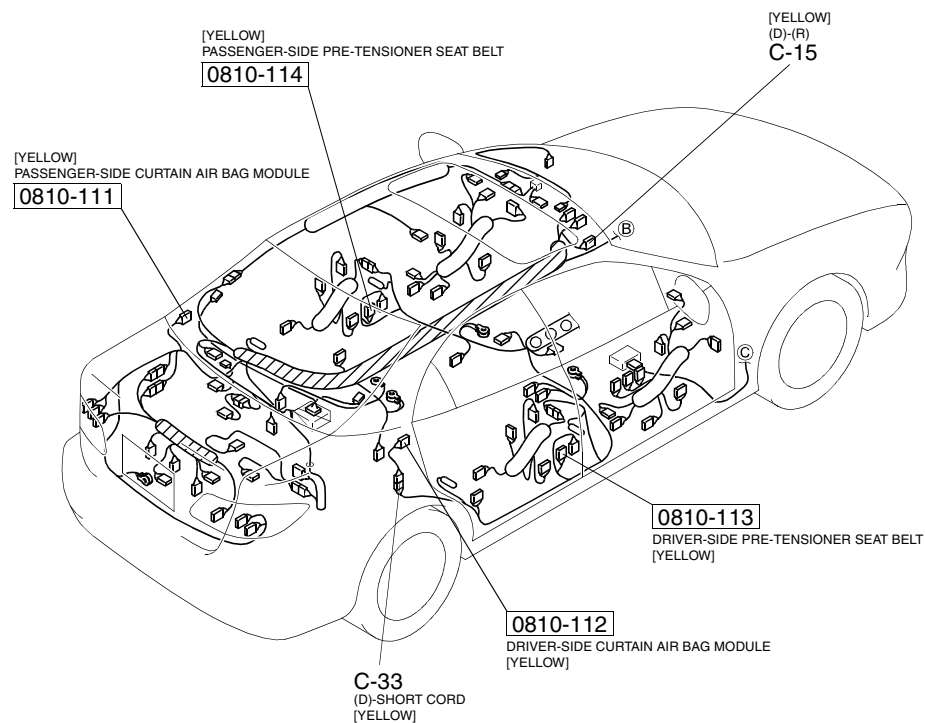 [YELLOW]
(D)-(R)
C-15
[YELLOW]
PASSENGER-SIDE PRE-TENSIONER SEAT BELT
0810-114
[YELLOW]
PASSENGER-SIDE CURTAIN AIR BAG MODULE
0810-111
B
C
0810-113
DRIVER-SIDE PRE-TENSIONER SEAT BELT
[YELLOW]
0810-112
DRIVER-SIDE CURTAIN AIR BAG MODULE
[YELLOW]
C-33
(D)-SHORT CORD
[YELLOW]